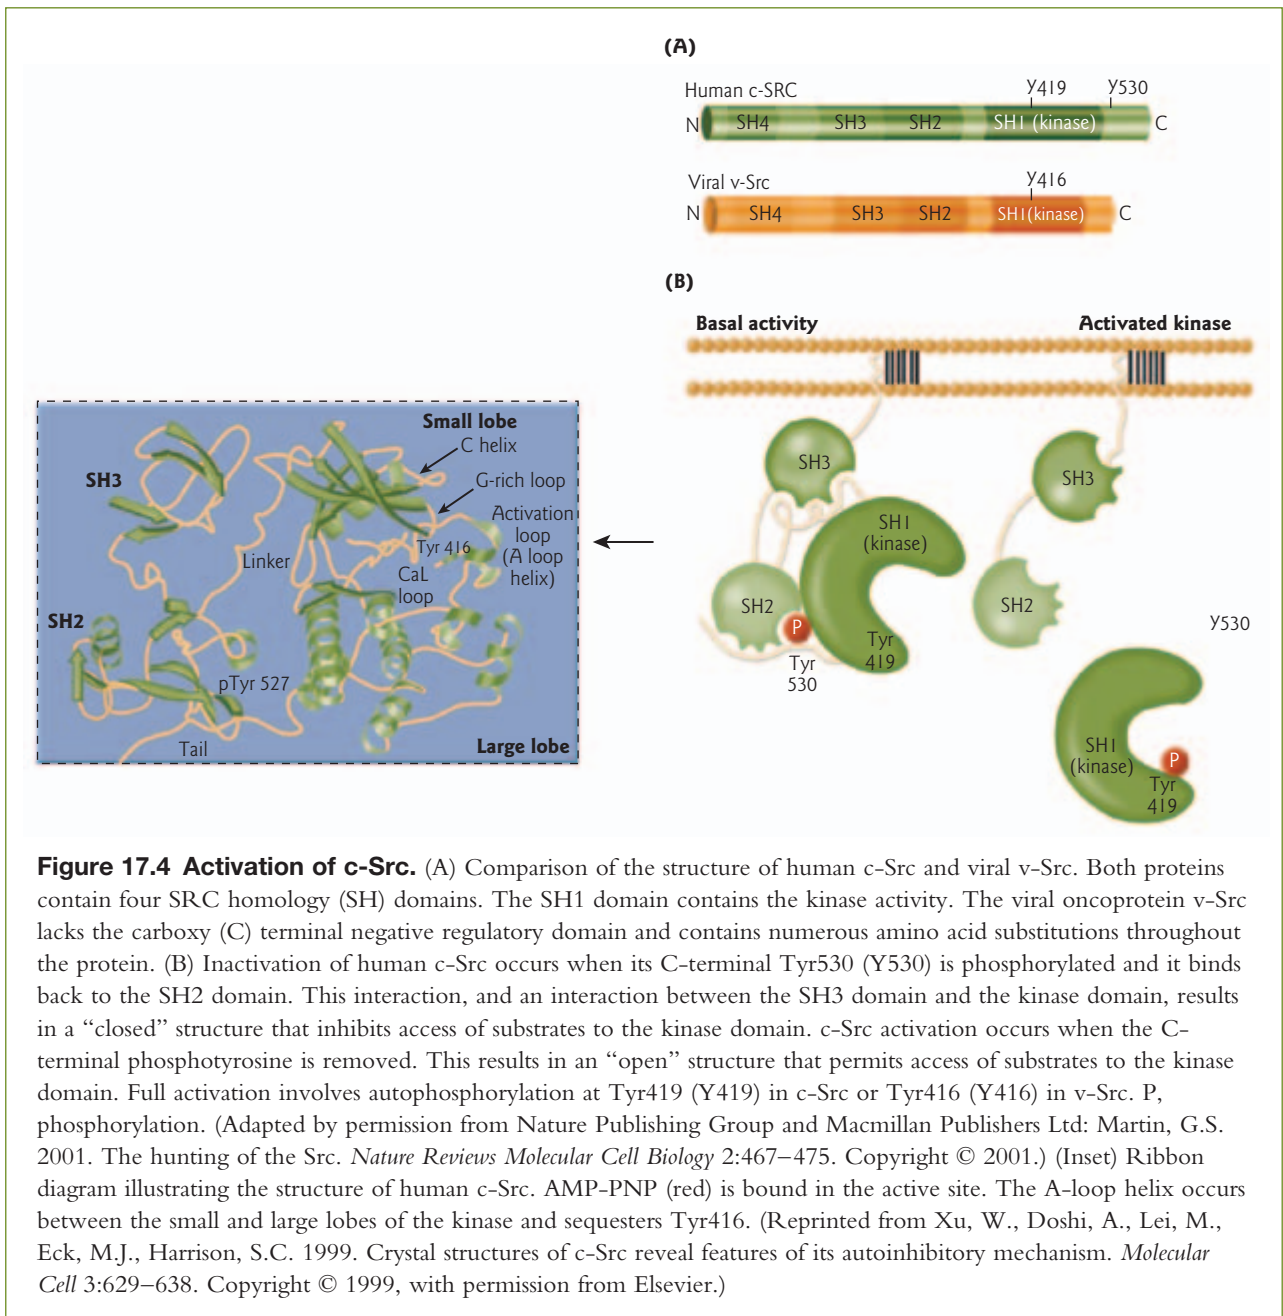 (A)
Human c-SRC
Y419
Y530
N
SH4
SH3
SH2
SH1 (kinase)
C
Viral v-Src
Y416
N
SH4
SH3
SH2
SH1(kinase)
C
(B)
Basal activity
Activated kinase
SH3
SH1
(kinase)
SH2
P
Tyr
530
Tyr
419
SH3
SH2
Y530
SH1
(kinase)
P
Tyr
419
Small lobe
C helix
SH3
G-rich loop
Activation
loop
(A loop
helix)
Tyr 416
Linker
CaL
loop
SH2
pTyr 527
Tail
Large lobe
Figure 17.4 Activation of c-Src. (A) Comparison of the structure of human c-Src and viral v-Src. Both proteins
contain four SRC homology (SH) domains. The SH1 domain contains the kinase activity. The viral oncoprotein v-Src
lacks the carboxy (C) terminal negative regulatory domain and contains numerous amino acid substitutions throughout
the protein. (B) Inactivation of human c-Src occurs when its C-terminal Tyr530 (Y530) is phosphorylated and it binds
back to the SH2 domain. This interaction, and an interaction between the SH3 domain and the kinase domain, results
in a “closed” structure that inhibits access of substrates to the kinase domain. c-Src activation occurs when the C-
terminal phosphotyrosine is removed. This results in an “open” structure that permits access of substrates to the kinase
domain. Full activation involves autophosphorylation at Tyr419 (Y419) in c-Src or Tyr416 (Y416) in v-Src. P,
phosphorylation. (Adapted by permission from Nature Publishing Group and Macmillan Publishers Ltd: Martin, G.S.
2001. The hunting of the Src. Nature Reviews Molecular Cell Biology 2:467–475. Copyright © 2001.) (Inset) Ribbon
diagram illustrating the structure of human c-Src. AMP-PNP (red) is bound in the active site. The A-loop helix occurs
between the small and large lobes of the kinase and sequesters Tyr416. (Reprinted from Xu, W., Doshi, A., Lei, M.,
Eck, M.J., Harrison, S.C. 1999. Crystal structures of c-Src reveal features of its autoinhibitory mechanism. Molecular
Cell 3:629–638. Copyright © 1999, with permission from Elsevier.)